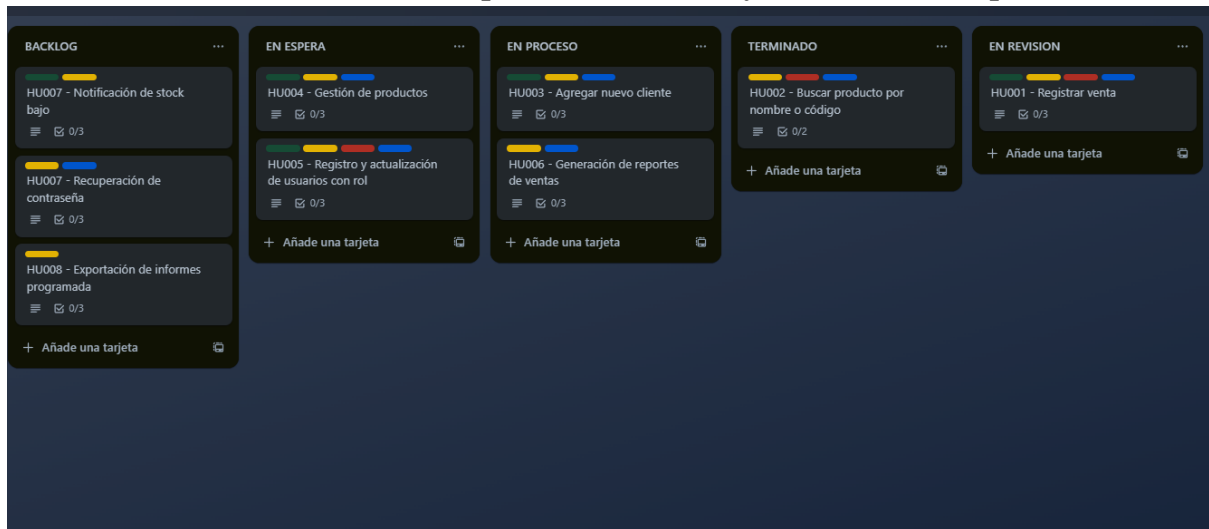 BACKLOG
HU007 - Notificación de stock
bajo
0/3
HU007 - Recuperación de
contraseña
0/3
HU008 - Exportación de informes
programada
0/3
+ Añade una tarjeta
EN ESPERA
HU004 - Gestión de productos
0/3
HU005 - Registro y actualización
de usuarios con rol
0/3
+ Añade una tarjeta
EN PROCESO
HU003 - Agregar nuevo cliente
0/3
HU006 - Generación de reportes
de ventas
0/3
+ Añade una tarjeta
TERMINADO
HU002 - Buscar producto por
nombre o código
0/2
+ Añade una tarjeta
EN REVISION
HU001 - Registrar venta
0/3
+ Añade una tarjeta